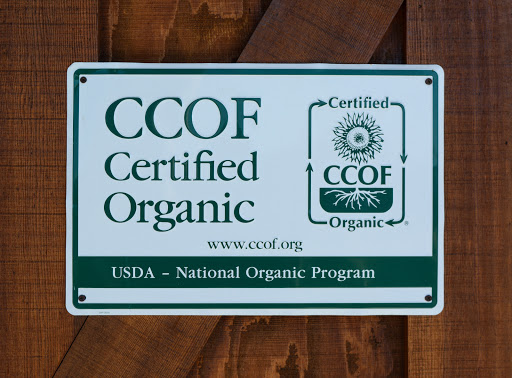 CCOF
Certified
Organic
www.ccof.org
Certified
CCOF
Organic
®
USDA – National Organic Program